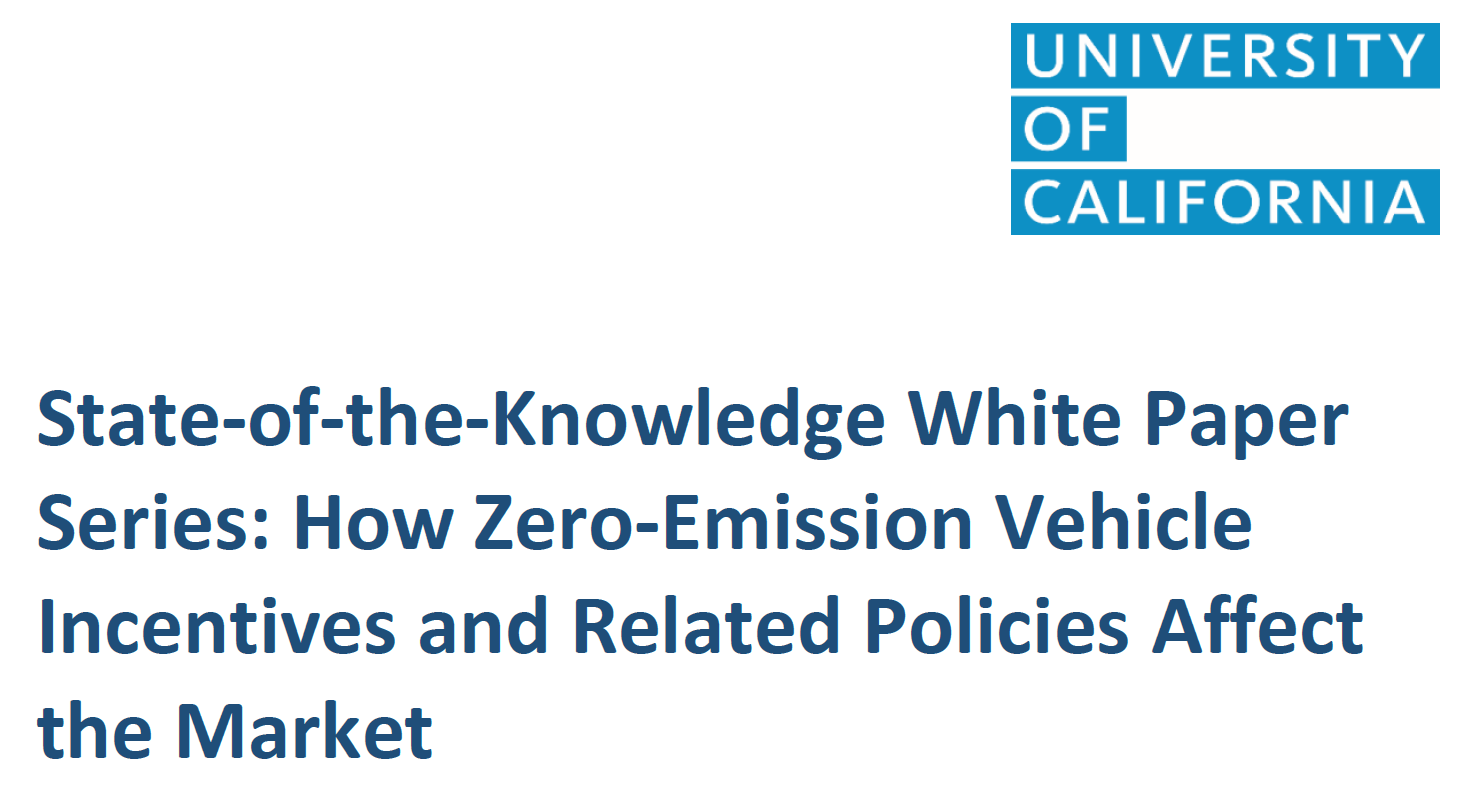 UNIVERSITY
OF
CALIFORNIA
State-of-the-Knowledge White Paper
Series: How Zero-Emission Vehicle
Incentives and Related Policies Affect
the Market